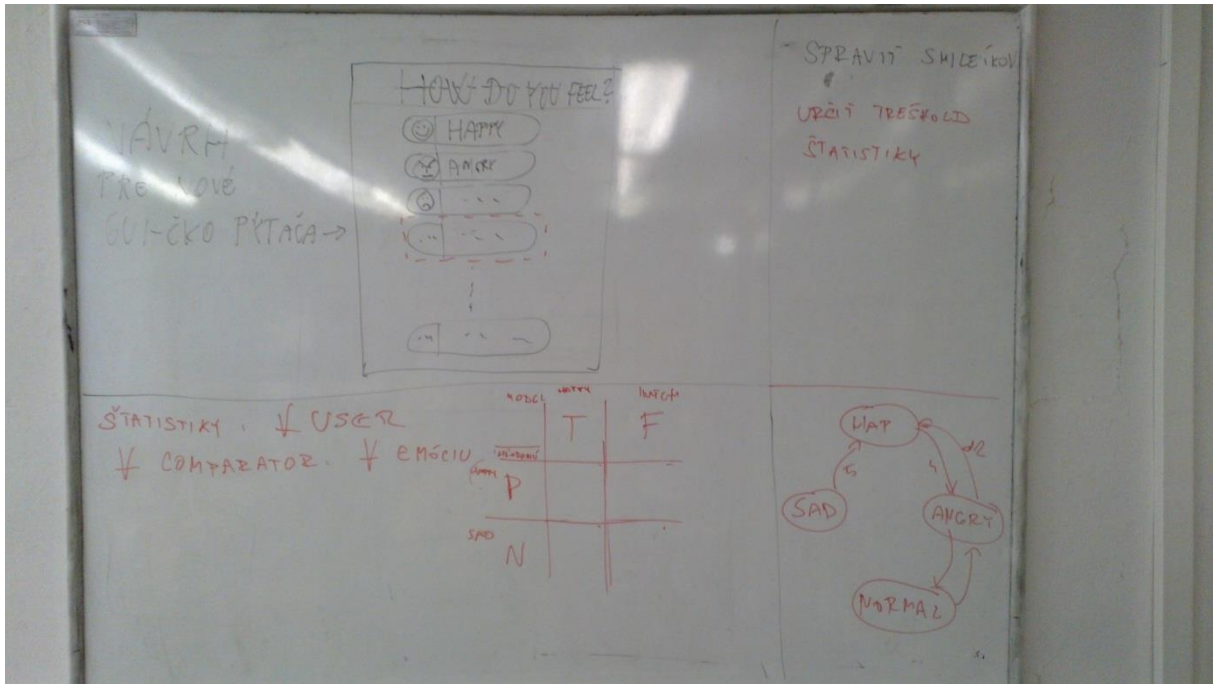 NÁVRH
PRE NOVÉ
GUI-ČKO PÝTAČA →
HOW DO YOU FEEL?
HAPPY
ANGRY
SPRAVIŤ SMILEÍKOV
URČIŤ TREŠHOLD
ŠTATISTIKY
ŠTATISTIKY. ∀ USER
∀ COMPARATOR. ∀ EMÓCIU
MODEL
T F
P
SAD
N
HAP
SAD
ANGRY
NORMAL